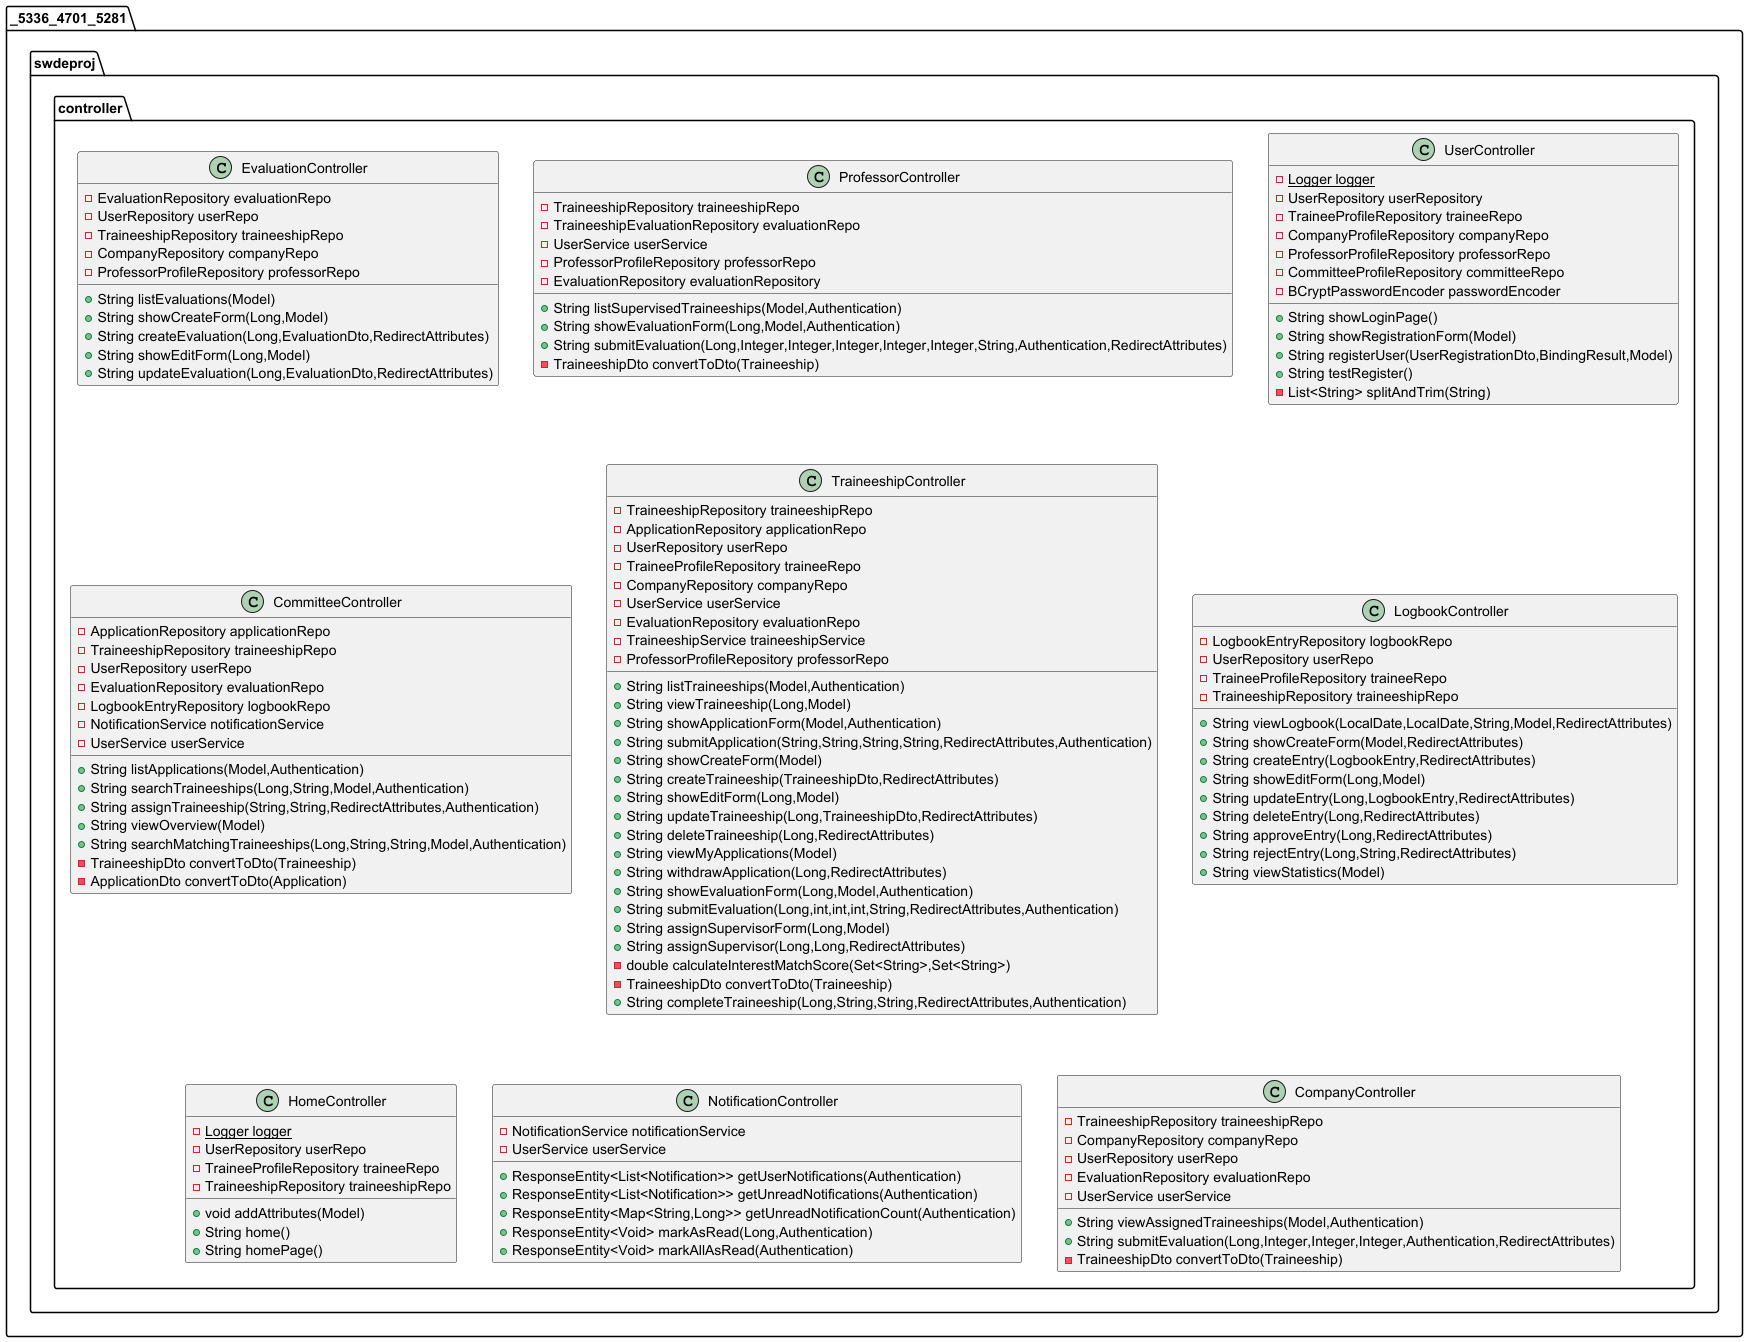 _5336_4701_5281
swdeproj
controller
EvaluationController
EvaluationRepository evaluationRepo
UserRepository userRepo
TraineeshipRepository traineeshipRepo
CompanyRepository companyRepo
ProfessorProfileRepository professorRepo
String listEvaluations(Model)
String showCreateForm(Long,Model)
String createEvaluation(Long,EvaluationDto,RedirectAttributes)
String showEditForm(Long,Model)
String updateEvaluation(Long,EvaluationDto,RedirectAttributes)
ProfessorController
TraineeshipRepository traineeshipRepo
TraineeshipEvaluationRepository evaluationRepo
UserService userService
ProfessorProfileRepository professorRepo
EvaluationRepository evaluationRepository
String listSupervisedTraineeships(Model,Authentication)
String showEvaluationForm(Long,Model,Authentication)
String submitEvaluation(Long,Integer,Integer,Integer,Integer,Integer,String,Authentication,RedirectAttributes)
TraineeshipDto convertToDto(Traineeship)
UserController
Logger logger
UserRepository userRepository
TraineeProfileRepository traineeRepo
CompanyProfileRepository companyRepo
ProfessorProfileRepository professorRepo
CommitteeProfileRepository committeeRepo
BCryptPasswordEncoder passwordEncoder
String showLoginPage()
String showRegistrationForm(Model)
String registerUser(UserRegistrationDto,BindingResult,Model)
String testRegister()
List<String> splitAndTrim(String)
CommitteeController
ApplicationRepository applicationRepo
TraineeshipRepository traineeshipRepo
UserRepository userRepo
EvaluationRepository evaluationRepo
LogbookEntryRepository logbookRepo
NotificationService notificationService
UserService userService
String listApplications(Model,Authentication)
String searchTraineeships(Long,String,Model,Authentication)
String assignTraineeship(String,String,RedirectAttributes,Authentication)
String viewOverview(Model)
String searchMatchingTraineeships(Long,String,String,Model,Authentication)
TraineeshipDto convertToDto(Traineeship)
ApplicationDto convertToDto(Application)
TraineeshipController
TraineeshipRepository traineeshipRepo
ApplicationRepository applicationRepo
UserRepository userRepo
TraineeProfileRepository traineeRepo
CompanyRepository companyRepo
UserService userService
EvaluationRepository evaluationRepo
TraineeshipService traineeshipService
ProfessorProfileRepository professorRepo
String listTraineeships(Model,Authentication)
String viewTraineeship(Long,Model)
String showApplicationForm(Model,Authentication)
String submitApplication(String,String,String,String,RedirectAttributes,Authentication)
String showCreateForm(Model)
String createTraineeship(TraineeshipDto,RedirectAttributes)
String showEditForm(Long,Model)
String updateTraineeship(Long,TraineeshipDto,RedirectAttributes)
String deleteTraineeship(Long,RedirectAttributes)
String viewMyApplications(Model)
String withdrawApplication(Long,RedirectAttributes)
String showEvaluationForm(Long,Model,Authentication)
String submitEvaluation(Long,int,int,int,String,RedirectAttributes,Authentication)
String assignSupervisorForm(Long,Model)
String assignSupervisor(Long,Long,RedirectAttributes)
double calculateInterestMatchScore(Set<String>,Set<String>)
TraineeshipDto convertToDto(Traineeship)
String completeTraineeship(Long,String,String,RedirectAttributes,Authentication)
LogbookController
LogbookEntryRepository logbookRepo
UserRepository userRepo
TraineeProfileRepository traineeRepo
TraineeshipRepository traineeshipRepo
String viewLogbook(LocalDate,LocalDate,String,Model,RedirectAttributes)
String showCreateForm(Model,RedirectAttributes)
String createEntry(LogbookEntry,RedirectAttributes)
String showEditForm(Long,Model)
String updateEntry(Long,LogbookEntry,RedirectAttributes)
String deleteEntry(Long,RedirectAttributes)
String approveEntry(Long,RedirectAttributes)
String rejectEntry(Long,String,RedirectAttributes)
String viewStatistics(Model)
HomeController
Logger logger
UserRepository userRepo
TraineeProfileRepository traineeRepo
TraineeshipRepository traineeshipRepo
void addAttributes(Model)
String home()
String homePage()
NotificationController
NotificationService notificationService
UserService userService
ResponseEntity<List<Notification>> getUserNotifications(Authentication)
ResponseEntity<List<Notification>> getUnreadNotifications(Authentication)
ResponseEntity<Map<String,Long>> getUnreadNotificationCount(Authentication)
ResponseEntity<Void> markAsRead(Long,Authentication)
ResponseEntity<Void> markAllAsRead(Authentication)
CompanyController
TraineeshipRepository traineeshipRepo
CompanyRepository companyRepo
UserRepository userRepo
EvaluationRepository evaluationRepo
UserService userService
String viewAssignedTraineeships(Model,Authentication)
String submitEvaluation(Long,Integer,Integer,Integer,Authentication,RedirectAttributes)
TraineeshipDto convertToDto(Traineeship)